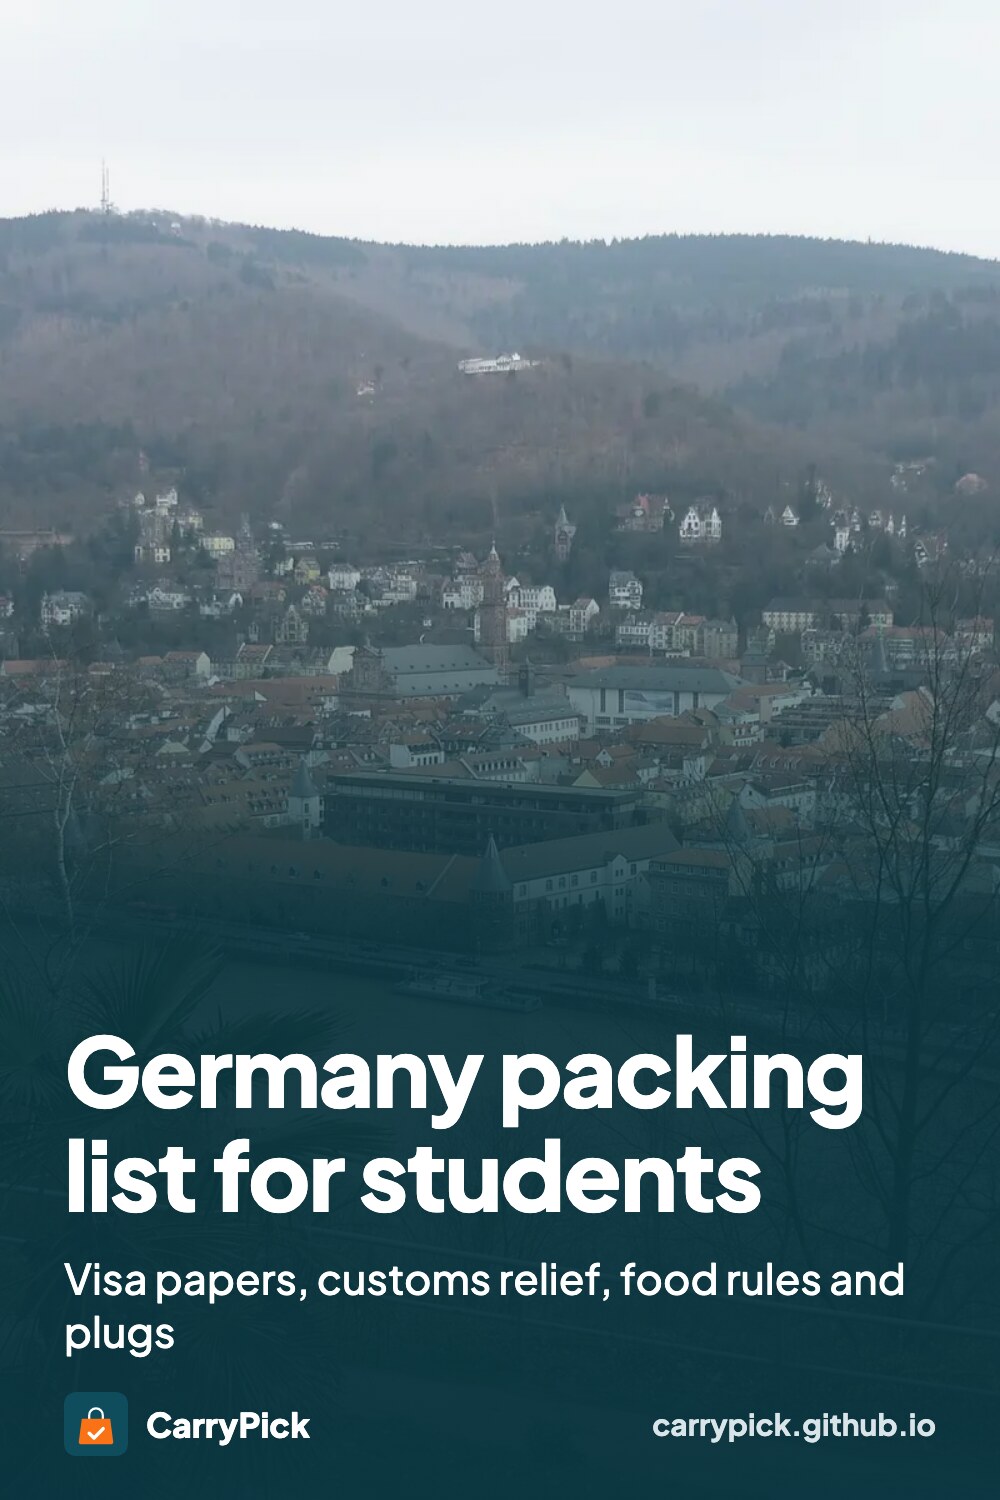 Germany packing
list for students
Visa papers, customs relief, food rules and
plugs
CarryPick
carrypick.github.io